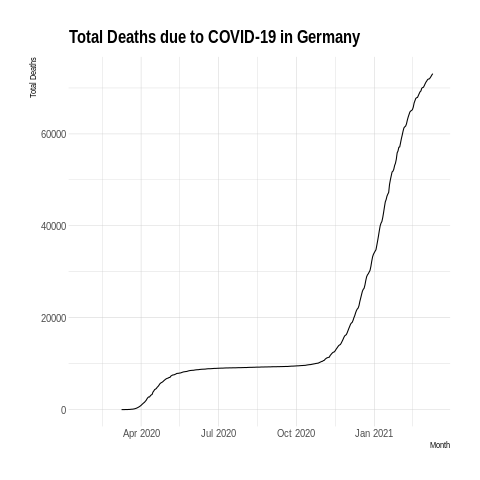 Total Deaths due to COVID-19 in Germany
Total Deaths
60000
40000
20000
0
Apr 2020 Jul 2020 Oct 2020 Jan 2021
Month